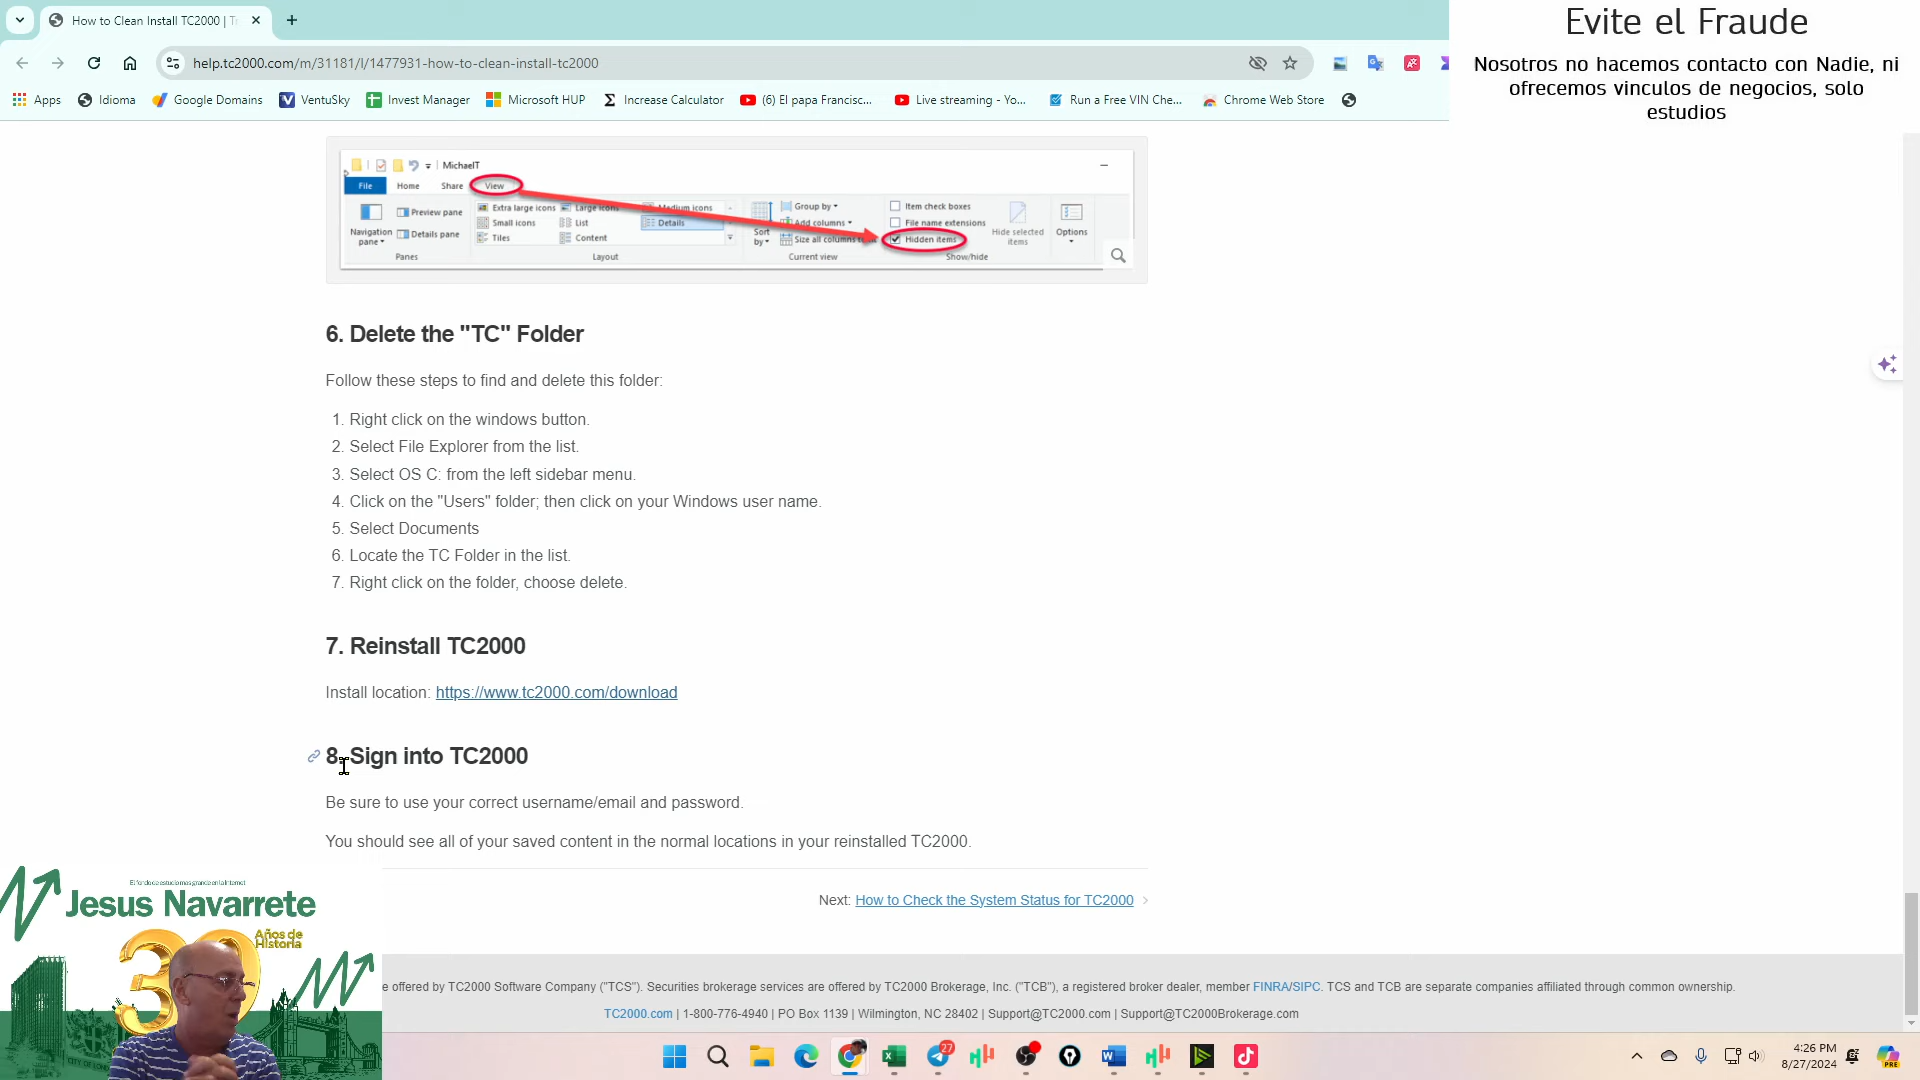 How to Clean Install TC2000 | T
Evite el Fraude
Nosotros no hacemos contacto con Nadie, ni
ofrecemos vinculos de negocios, solo
estudios
help.tc2000.com/m/31181/l/1477931-how-to-clean-install-tc2000
Apps Idioma Google Domains VentuSky Invest Manager Microsoft HUP Increase Calculator (6) El papa Francisc... Live streaming - Yo... Run a Free VIN Che... Chrome Web Store
MichaelT
File Home Share View
Navigation pane Preview pane Details pane
Panes
Extra large icons Large icons Medium icons
Small icons List Details
Tiles Content
Layout
Sort by Group by Add columns Size all columns
Current view
Item check boxes
File name extensions
Hidden items
Hide selected items
Show/hide
Options
6. Delete the "TC" Folder
Follow these steps to find and delete this folder:
1. Right click on the windows button.
2. Select File Explorer from the list.
3. Select OS C: from the left sidebar menu.
4. Click on the "Users" folder; then click on your Windows user name.
5. Select Documents
6. Locate the TC Folder in the list.
7. Right click on the folder, choose delete.
7. Reinstall TC2000
Install location: https://www.tc2000.com/download
8. Sign into TC2000
Be sure to use your correct username/email and password.
You should see all of your saved content in the normal locations in your reinstalled TC2000.
Next: How to Check the System Status for TC2000
El fondo de estudio mas grande en la Internet
Jesus Navarrete
30 Años de
Historia
e offered by TC2000 Software Company ("TCS"). Securities brokerage services are offered by TC2000 Brokerage, Inc. ("TCB"), a registered broker dealer, member FINRA/SIPC. TCS and TCB are separate companies affiliated through common ownership.
TC2000.com | 1-800-776-4940 | PO Box 1139 | Wilmington, NC 28402 | Support@TC2000.com | Support@TC2000Brokerage.com
27
4:26 PM
8/27/2024
PRE